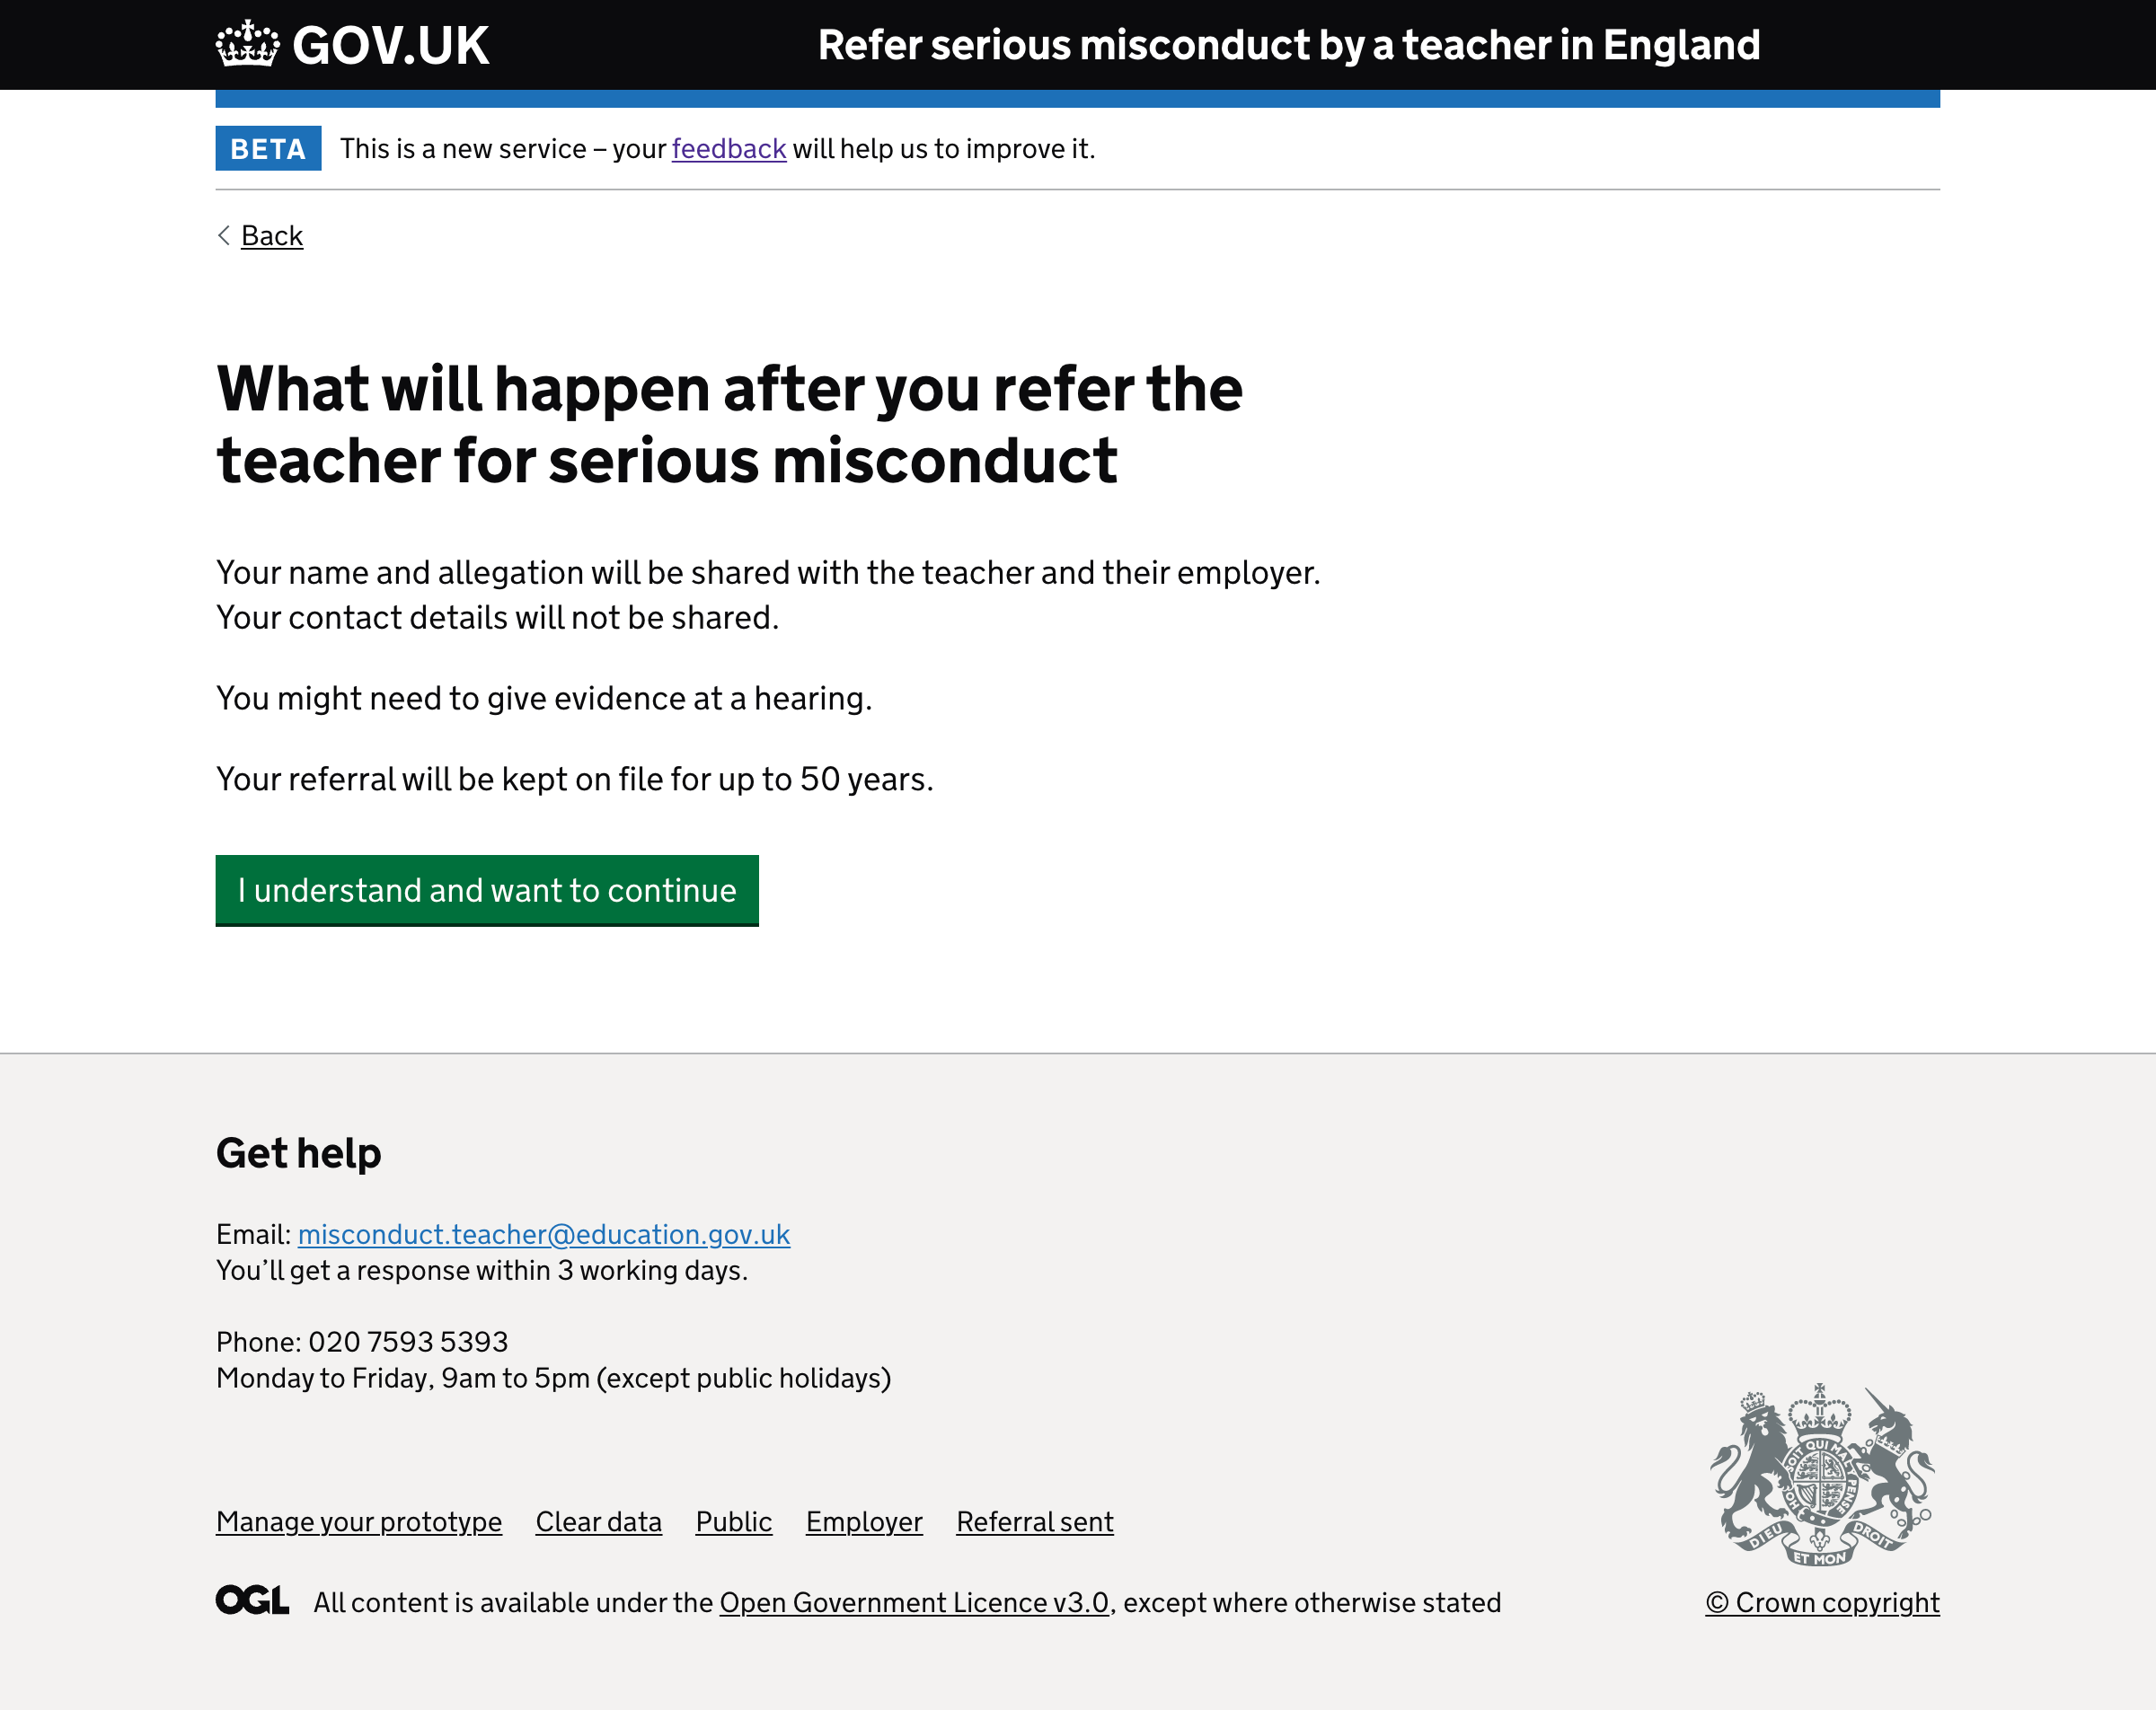 GOV.UK
Refer serious misconduct by a teacher in England
BETA
This is a new service – your feedback will help us to improve it.
Back
What will happen after you refer the
teacher for serious misconduct
Your name and allegation will be shared with the teacher and their employer.
Your contact details will not be shared.
You might need to give evidence at a hearing.
Your referral will be kept on file for up to 50 years.
I understand and want to continue
Get help
Email: misconduct.teacher@education.gov.uk
You’ll get a response within 3 working days.
Phone: 020 7593 5393
Monday to Friday, 9am to 5pm (except public holidays)
Manage your prototype Clear data Public Employer Referral sent
DIEU ET MON DROIT
OGL All content is available under the Open Government Licence v3.0, except where otherwise stated
© Crown copyright